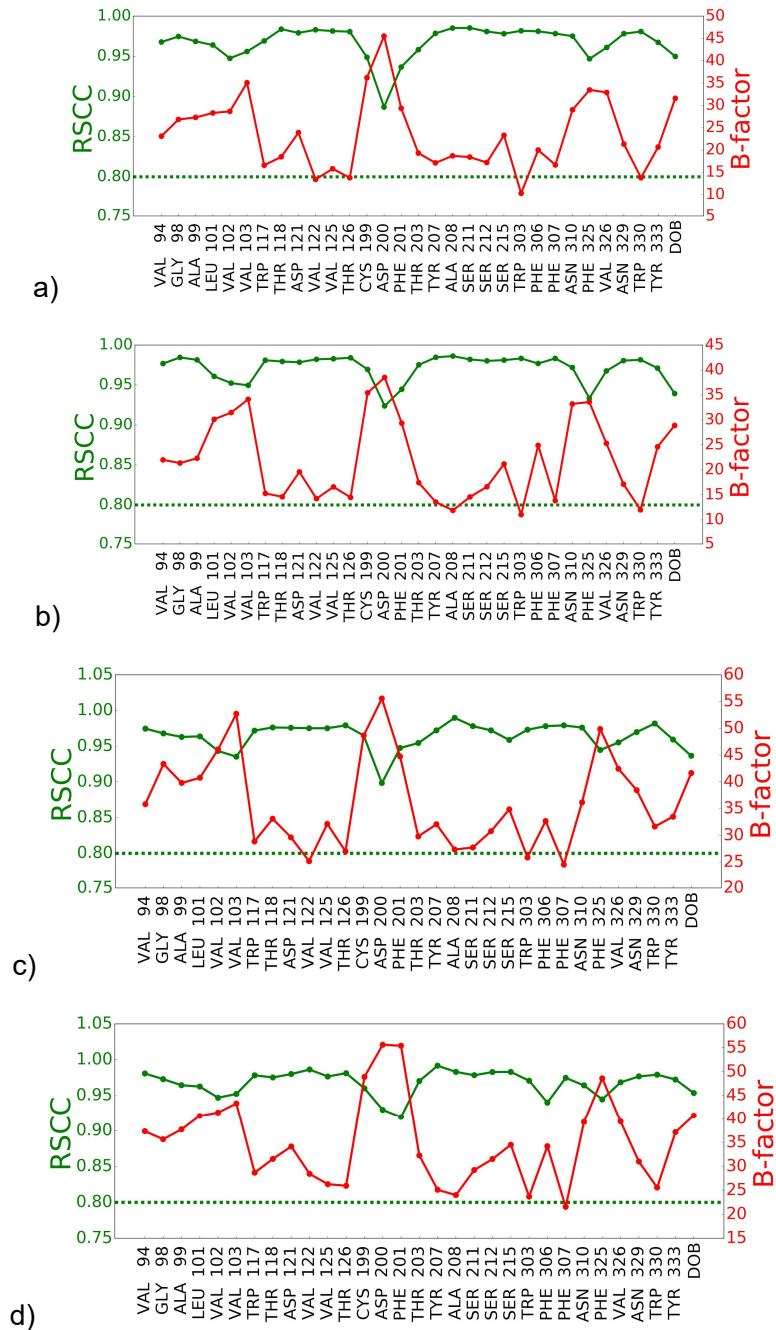 RSCC
1.00
0.95
0.90
0.85
0.80
0.75
50
45
40
35
30
25
20
15
10
5
B-factor
VAL 94
GLY 98
ALA 99
LEU 101
VAL 102
VAL 103
TRP 117
THR 118
ASP 121
VAL 122
VAL 125
THR 126
CYS 199
ASP 200
PHE 201
THR 203
TYR 207
ALA 208
SER 211
SER 212
SER 215
TRP 303
PHE 306
PHE 307
ASN 310
PHE 325
VAL 326
ASN 329
TRP 330
TYR 333
DOB
a)
RSCC
1.00
0.95
0.90
0.85
0.80
0.75
45
40
35
30
25
20
15
10
5
B-factor
VAL 94
GLY 98
ALA 99
LEU 101
VAL 102
VAL 103
TRP 117
THR 118
ASP 121
VAL 122
VAL 125
THR 126
CYS 199
ASP 200
PHE 201
THR 203
TYR 207
ALA 208
SER 211
SER 212
SER 215
TRP 303
PHE 306
PHE 307
ASN 310
PHE 325
VAL 326
ASN 329
TRP 330
TYR 333
DOB
b)
RSCC
1.05
1.00
0.95
0.90
0.85
0.80
0.75
60
55
50
45
40
35
30
25
20
B-factor
VAL 94
GLY 98
ALA 99
LEU 101
VAL 102
VAL 103
TRP 117
THR 118
ASP 121
VAL 122
VAL 125
THR 126
CYS 199
ASP 200
PHE 201
THR 203
TYR 207
ALA 208
SER 211
SER 212
SER 215
TRP 303
PHE 306
PHE 307
ASN 310
PHE 325
VAL 326
ASN 329
TRP 330
TYR 333
DOB
c)
RSCC
1.05
1.00
0.95
0.90
0.85
0.80
0.75
60
55
50
45
40
35
30
25
20
15
B-factor
VAL 94
GLY 98
ALA 99
LEU 101
VAL 102
VAL 103
TRP 117
THR 118
ASP 121
VAL 122
VAL 125
THR 126
CYS 199
ASP 200
PHE 201
THR 203
TYR 207
ALA 208
SER 211
SER 212
SER 215
TRP 303
PHE 306
PHE 307
ASN 310
PHE 325
VAL 326
ASN 329
TRP 330
TYR 333
DOB
d)